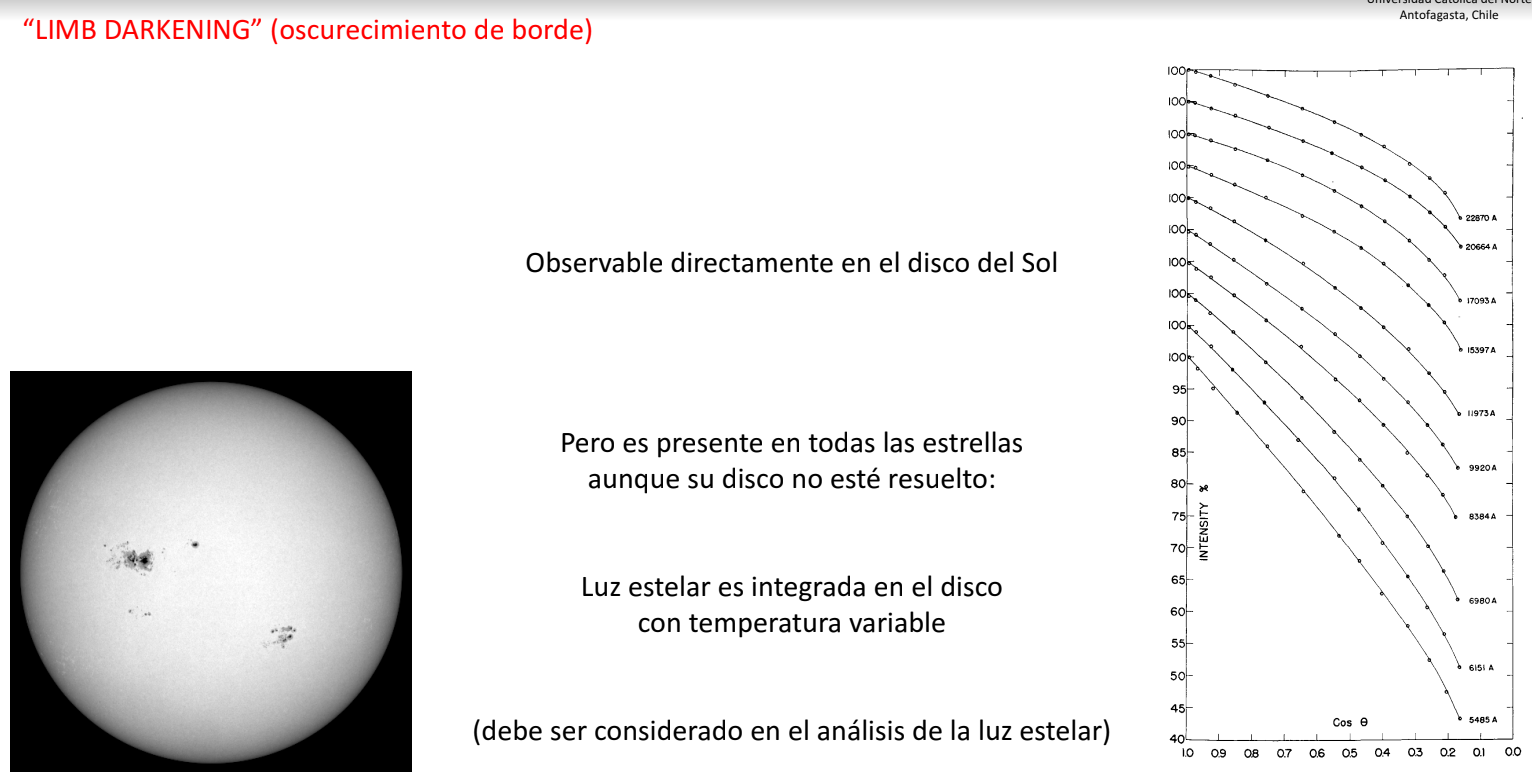 Universidad Católica del Norte
Antofagasta, Chile
“LIMB DARKENING” (oscurecimiento de borde)
Observable directamente en el disco del Sol
Pero es presente en todas las estrellas
aunque su disco no esté resuelto:
Luz estelar es integrada en el disco
con temperatura variable
(debe ser considerado en el análisis de la luz estelar)
100
100
100
100
100
100
100
100
100
100
95
90
85
80
75
70
65
60
55
50
45
40
INTENSITY %
22870 A
20664 A
17093 A
15397 A
11973 A
9920 A
8384 A
6980 A
6151 A
5485 A
Cos θ
1.0 0.9 0.8 0.7 0.6 0.5 0.4 0.3 0.2 0.1 0.0